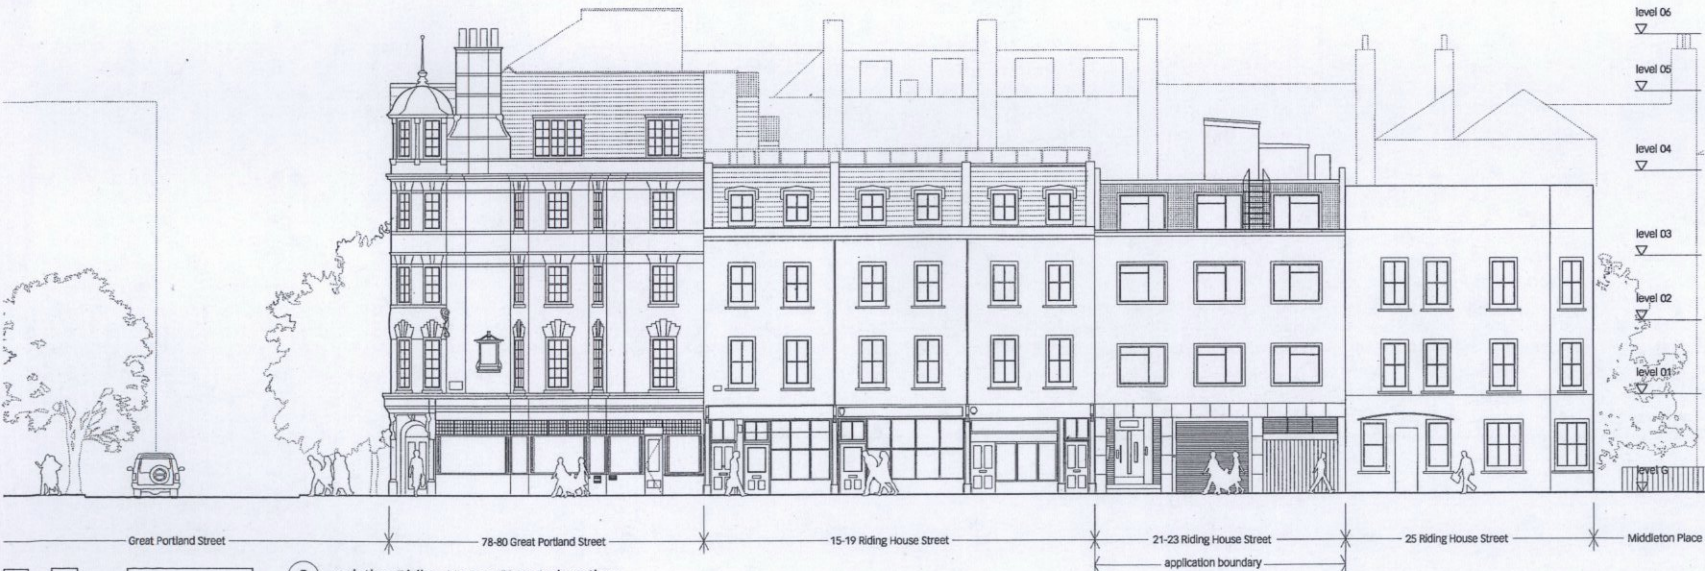 level 06
level 05
level 04
level 03
level 02
level 01
level G
Great Portland Street
78-80 Great Portland Street
15-19 Riding House Street
21-23 Riding House Street
25 Riding House Street
Middleton Place
application boundary